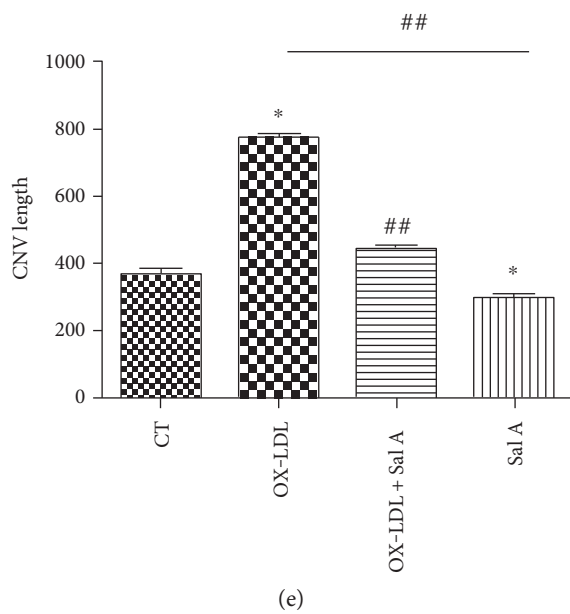 ##
1000
800
600
400
200
0
CNV length
*
##
*
CT
OX-LDL
OX-LDL + Sal A
Sal A
(e)